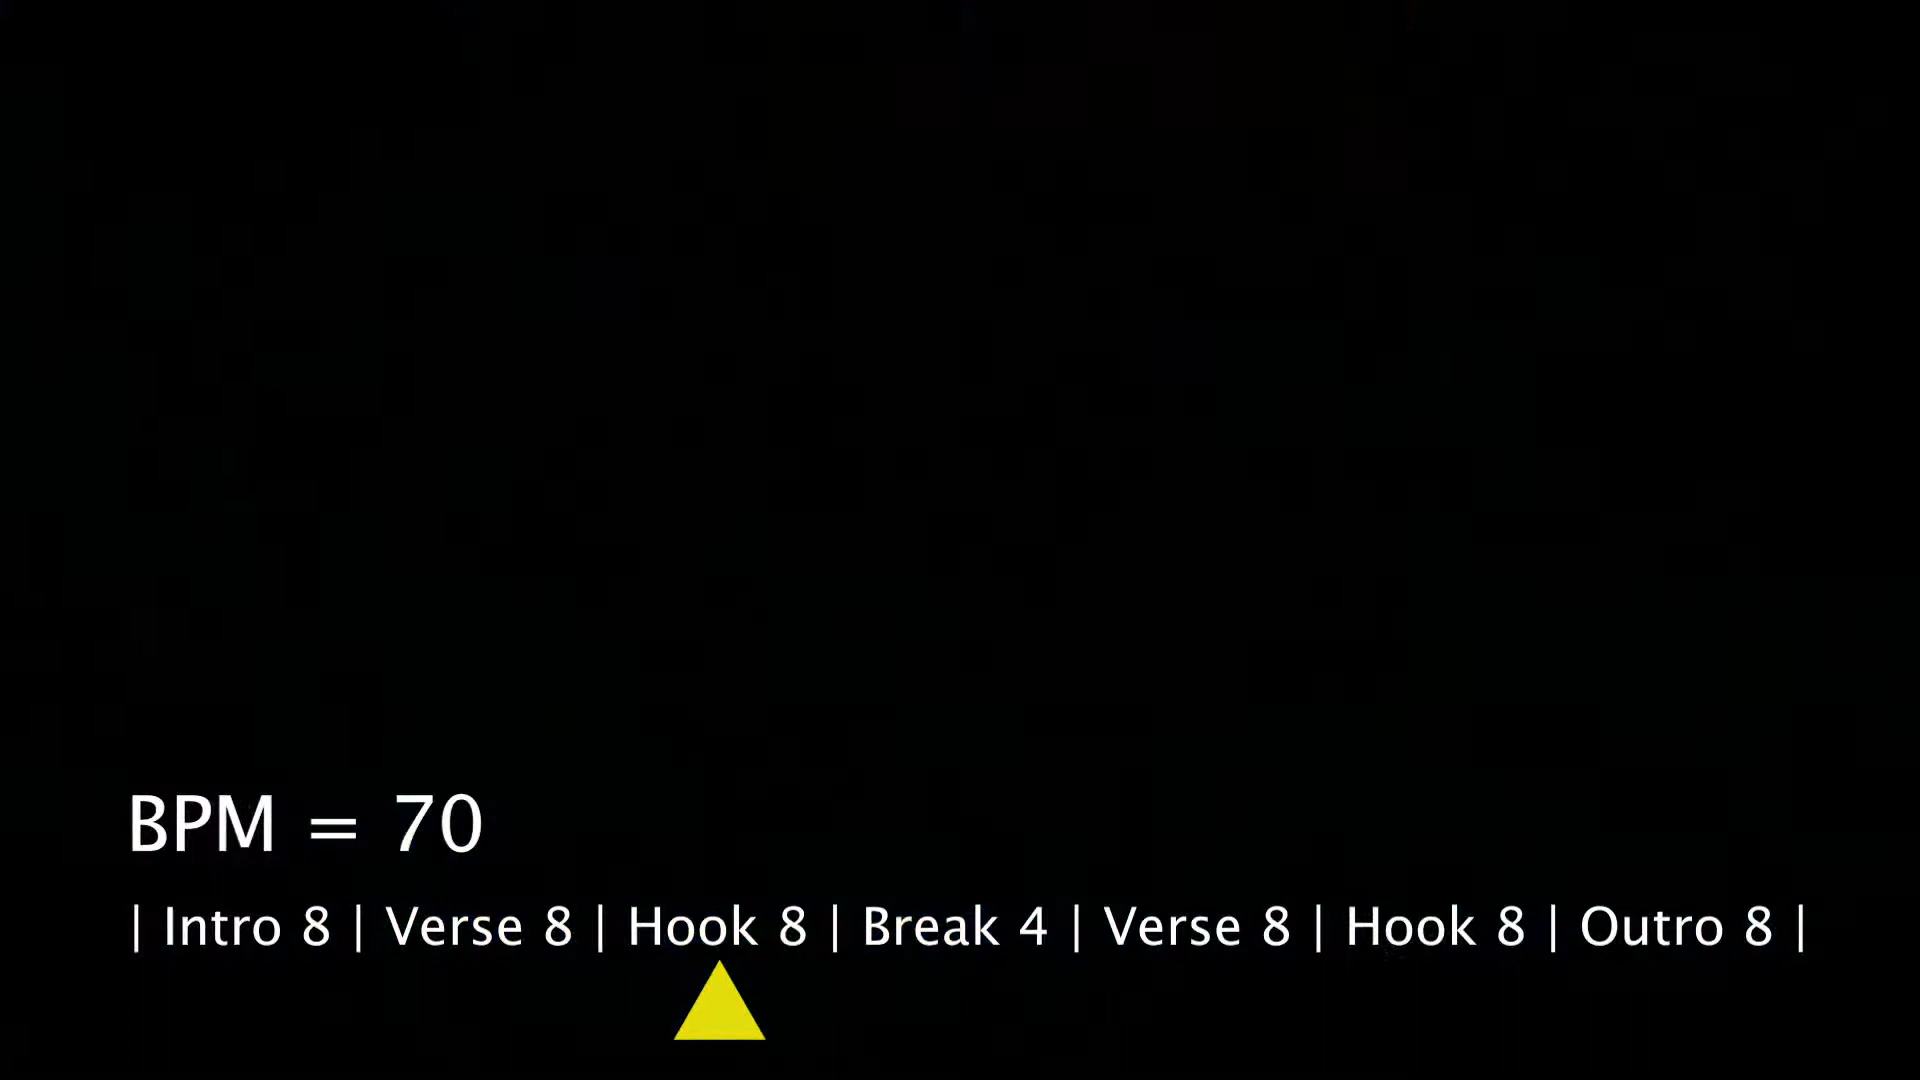 BPM = 70
| Intro 8 | Verse 8 | Hook 8 | Break 4 | Verse 8 | Hook 8 | Outro 8 |